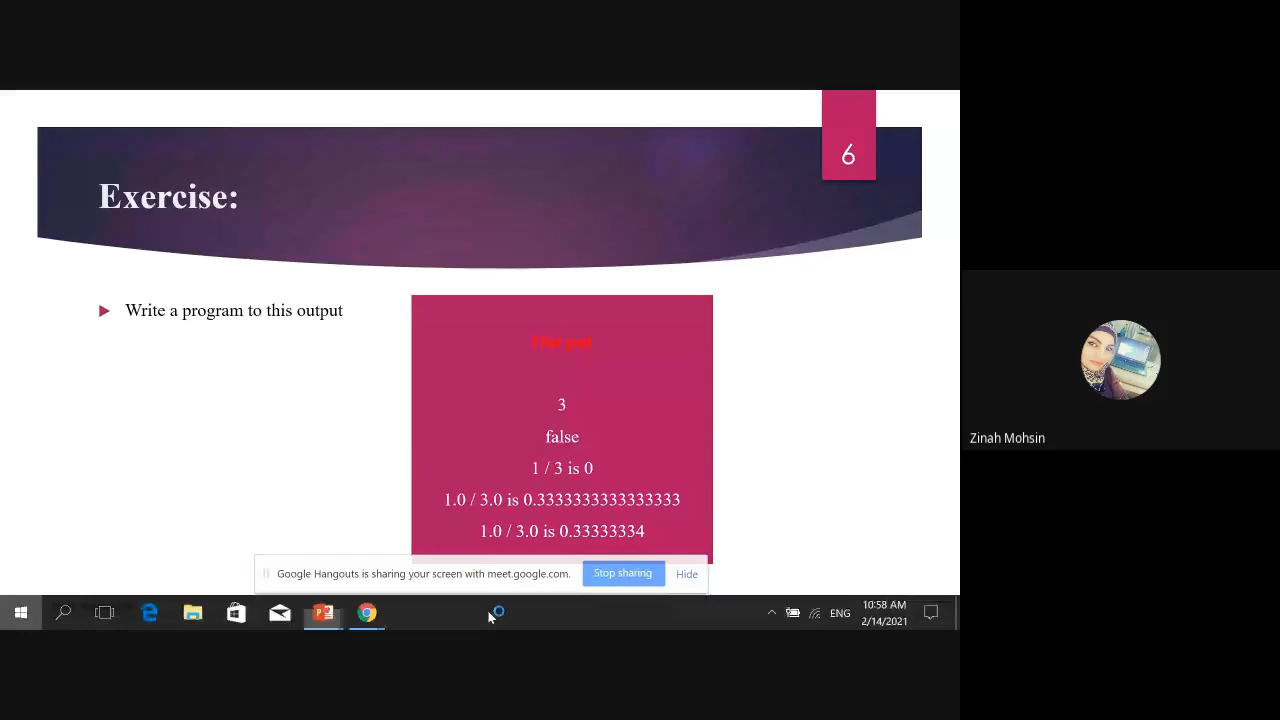 6
Exercise:
Write a program to this output
Out put
3
false
1 / 3 is 0
1.0 / 3.0 is 0.3333333333333333
1.0 / 3.0 is 0.33333334
Google Hangouts is sharing your screen with meet.google.com.
Stop sharing
Hide
Zinah Mohsin
ENG
10:58 AM
2/14/2021